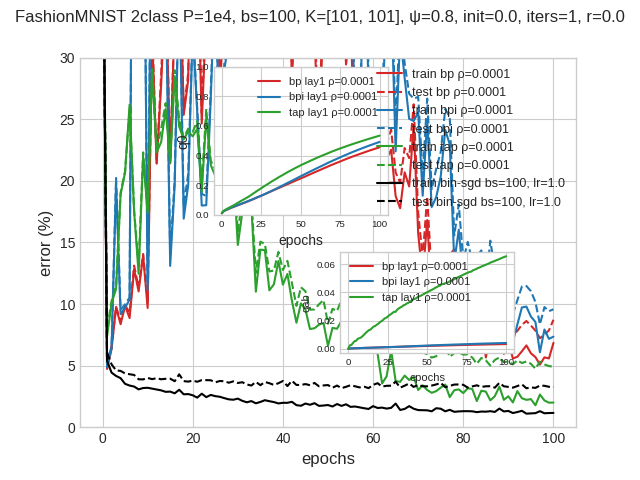 FashionMNIST 2class P=1e4, bs=100, K=[101, 101], ψ=0.8, init=0.0, iters=1, r=0.0
error (%)
30
25
20
15
10
5
0
0
20
40
60
80
100
epochs
train bp ρ=0.0001
test bp ρ=0.0001
train bpi ρ=0.0001
test bpi ρ=0.0001
train tap ρ=0.0001
test tap ρ=0.0001
train bin-sgd bs=100, lr=1.0
test bin-sgd bs=100, lr=1.0
1.0
0.8
0.6
0.4
0.2
0.0
bp lay1 ρ=0.0001
bpi lay1 ρ=0.0001
tap lay1 ρ=0.0001
0
25
50
75
100
epochs
0.06
0.04
0.02
0.00
bp lay1 ρ=0.0001
bpi lay1 ρ=0.0001
tap lay1 ρ=0.0001
0
25
50
75
100
epochs